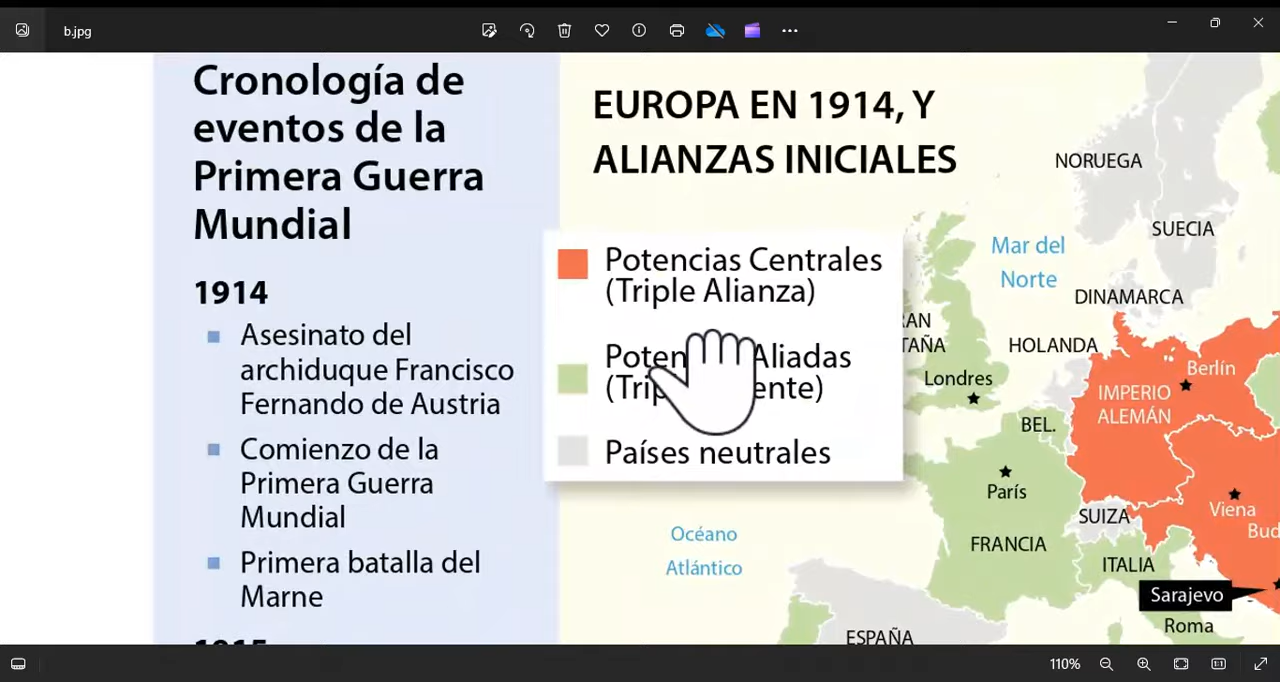 b.jpg
Cronología de
eventos de la
Primera Guerra
Mundial
1914
Asesinato del
archiduque Francisco
Fernando de Austria
Comienzo de la
Primera Guerra
Mundial
Primera batalla del
Marne
EUROPA EN 1914, Y
ALIANZAS INICIALES
Potencias Centrales
(Triple Alianza)
Aliadas
Países neutrales
NORUEGA
SUECIA
Mar del
Norte
DINAMARCA
HOLANDA
Londres
Berlín
IMPERIO
ALEMÁN
BEL.
París
Viena
SUIZA
FRANCIA
ITALIA
Sarajevo
Roma
Océano
Atlántico
ESPAÑA
110%